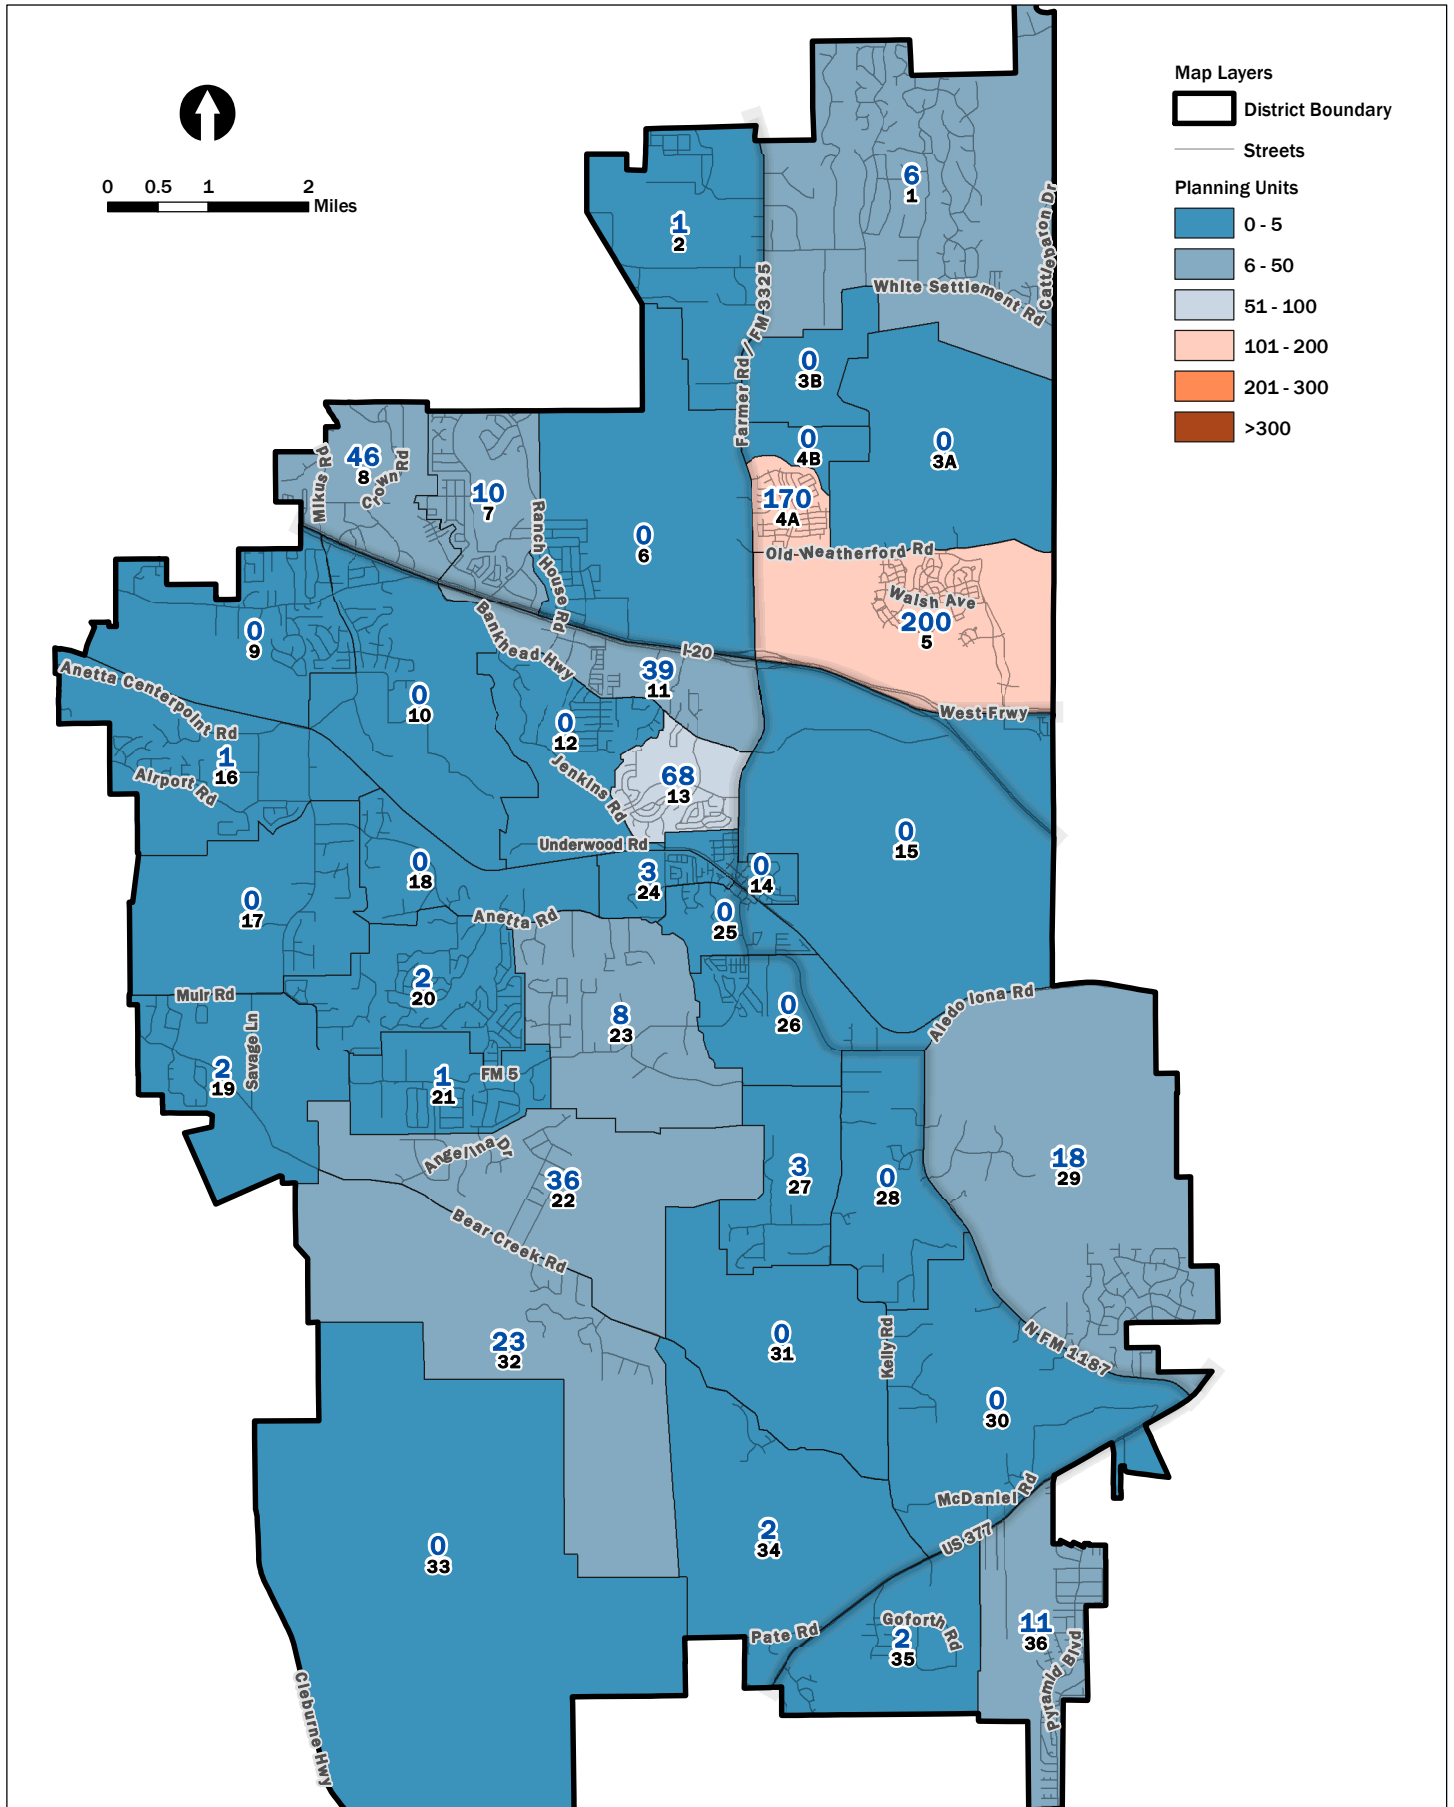 Map Layers
District Boundary
Streets
Planning Units
0 - 5
6 - 50
51 - 100
101 - 200
201 - 300
>300
0 0.5 1 2
Miles
6
1
Cattlebaron Dr
1
2
White Settlement Rd
Farmer Rd / FM 3325
0
3B
0
4B
0
3A
46
8
Mikus Rd
Crown Rd
10
7
170
4A
Ranch House Rd
0
6
Old Weatherford Rd
Walsh Ave
200
5
Bankhead Hwy
0
9
I-20
39
11
Anetta Centerpoint Rd
0
10
West Frwy
0
12
1
16
Airport Rd
Jenkins Rd
68
13
Underwood Rd
0
15
0
18
3
24
0
14
0
17
Anetta Rd
0
25
2
20
Muir Rd
8
23
0
26
Aledo Iona Rd
Savage Ln
2
19
1
21
FM 5
Angelina Dr
36
22
3
27
0
28
18
29
Bear Creek Rd
23
32
0
31
Kelly Rd
N FM 1187
0
30
McDaniel Rd
0
33
2
34
US 377
Pate Rd
Goforth Rd
2
35
11
36
Pyramid Blvd
Cleburne Hwy